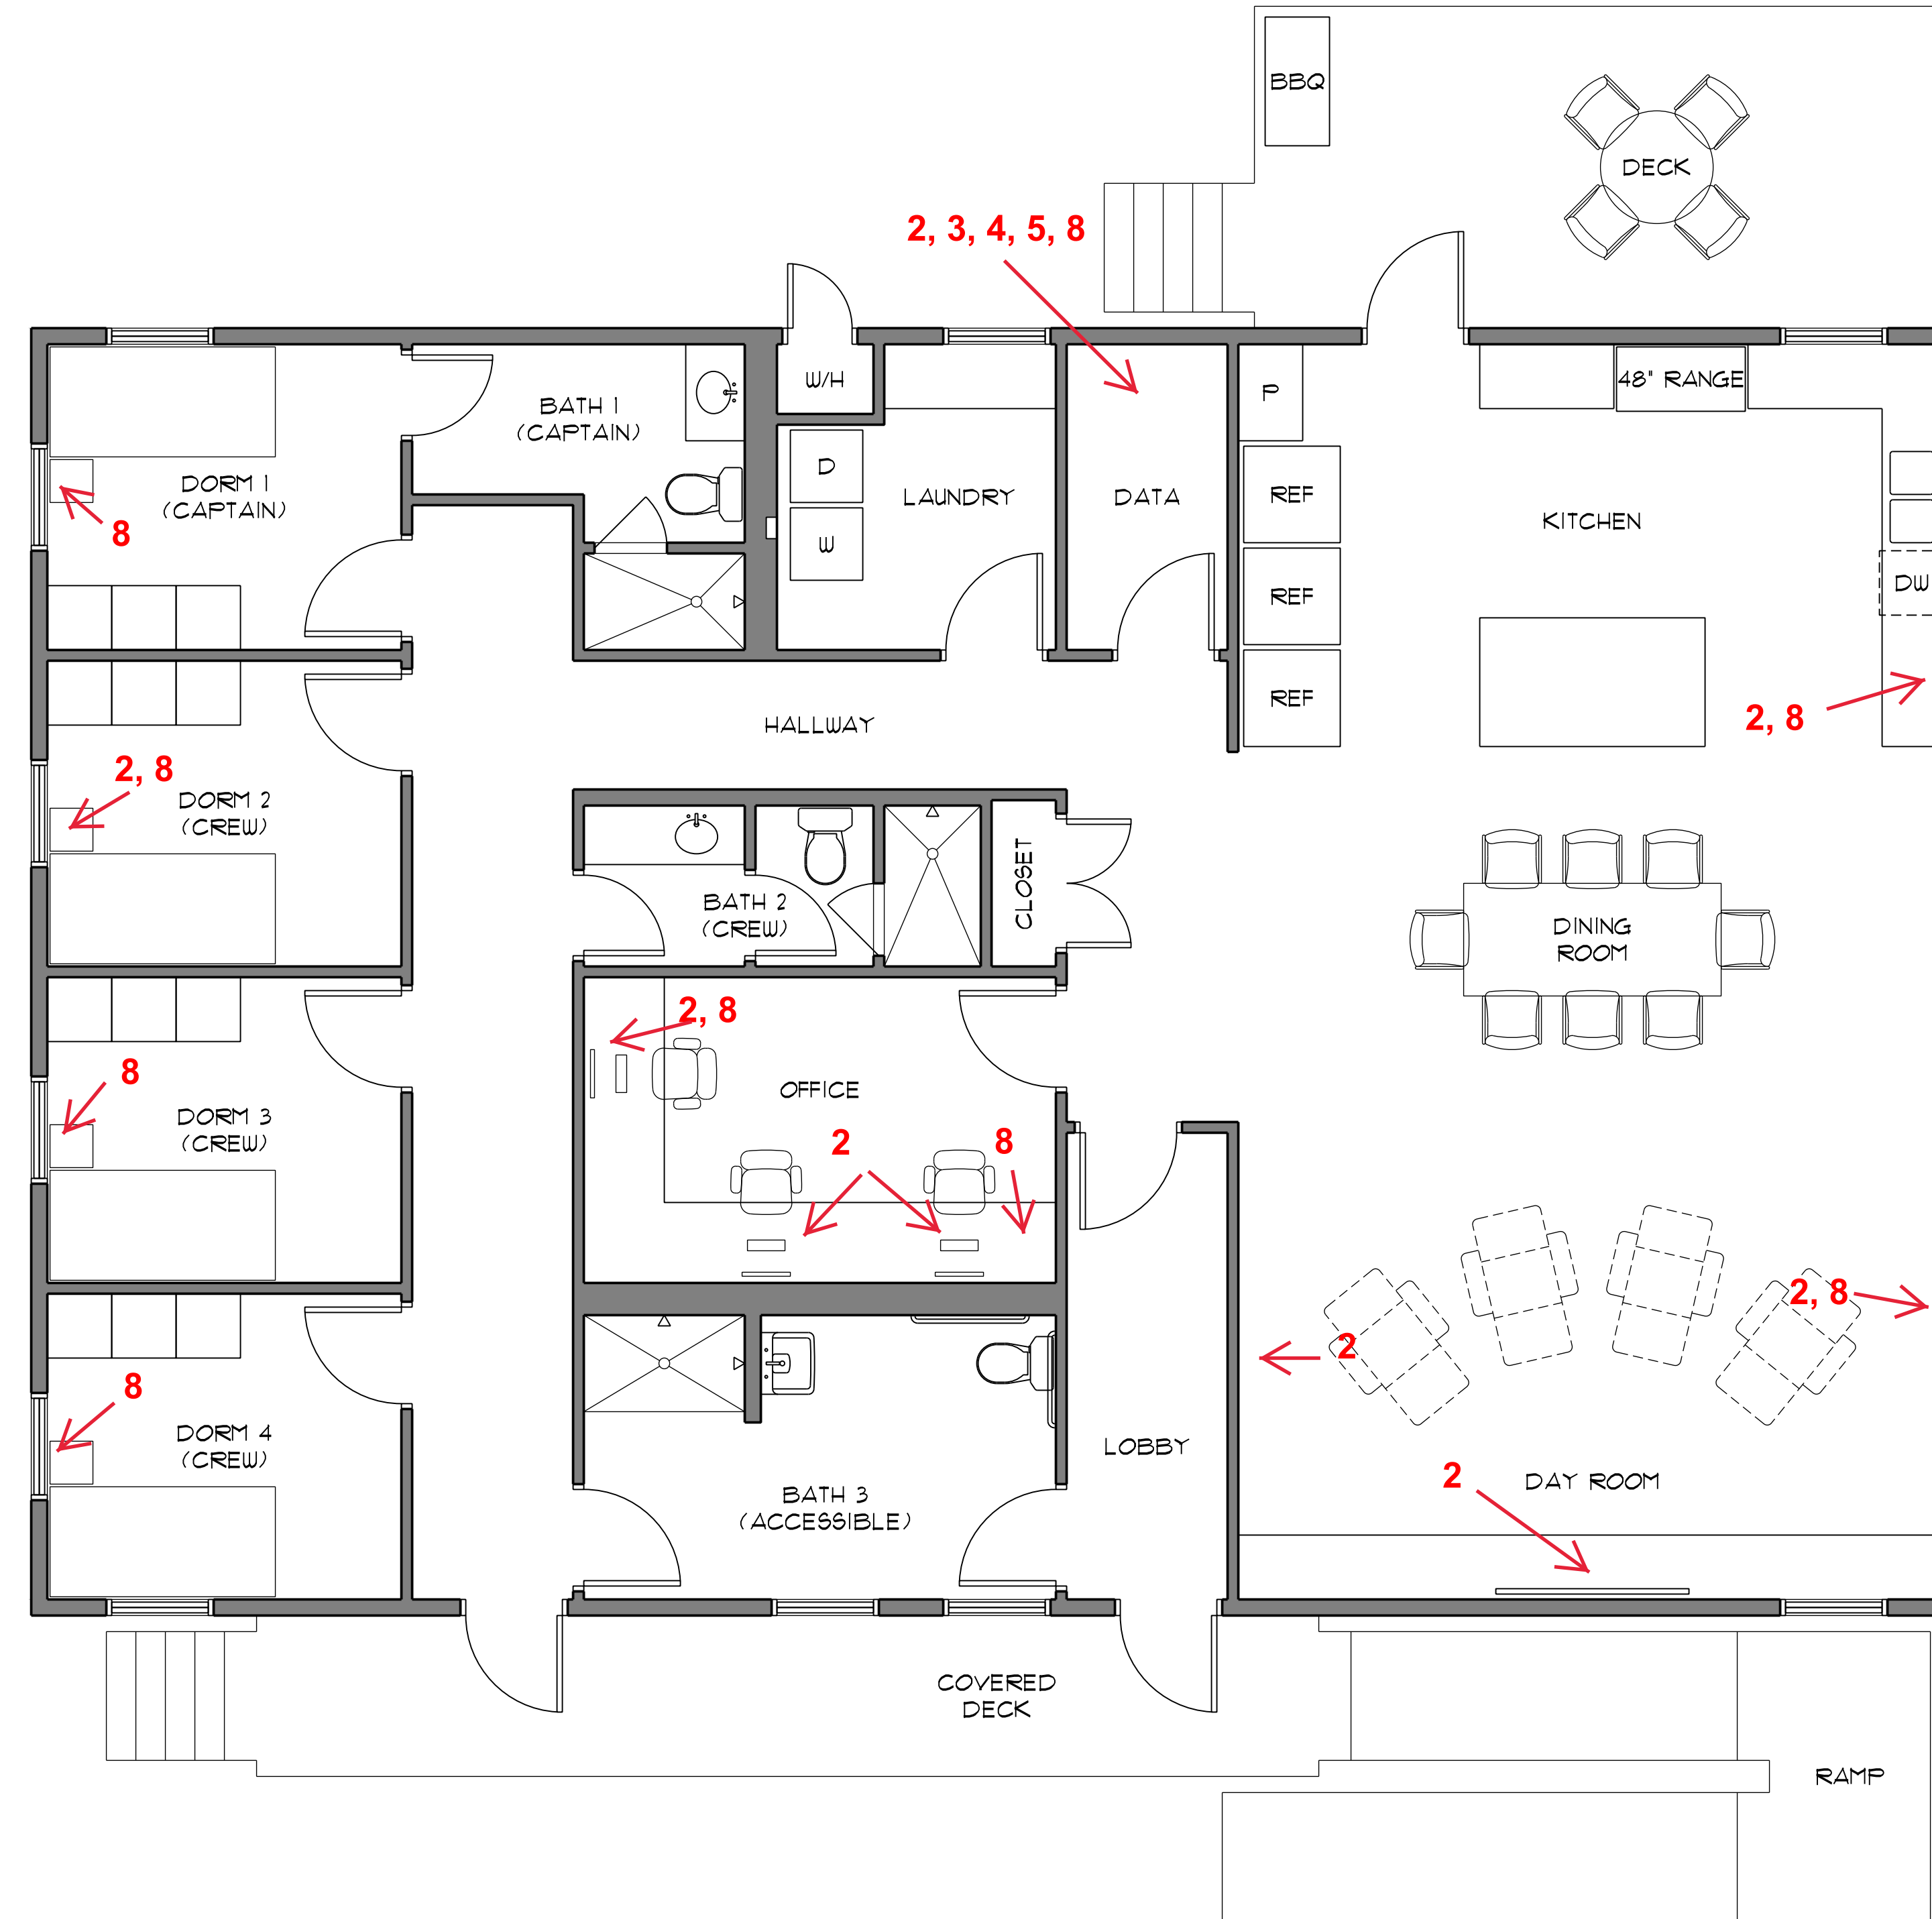 BBQ
DECK
2, 3, 4, 5, 8
W/H
P
48" RANGE
BATH 1
(CAPTAIN)
D
DORM 1
(CAPTAIN)
LAUNDRY
DATA
REF
KITCHEN
8
W
REF
DW
REF
HALLWAY
2, 8
2, 8
DORM 2
(CREW)
CLOSET
BATH 2
(CREW)
DINING
ROOM
2, 8
8
OFFICE
DORM 3
(CREW)
2
8
2, 8
2
8
DORM 4
(CREW)
LOBBY
2
DAY ROOM
BATH 3
(ACCESSIBLE)
COVERED
DECK
RAMP